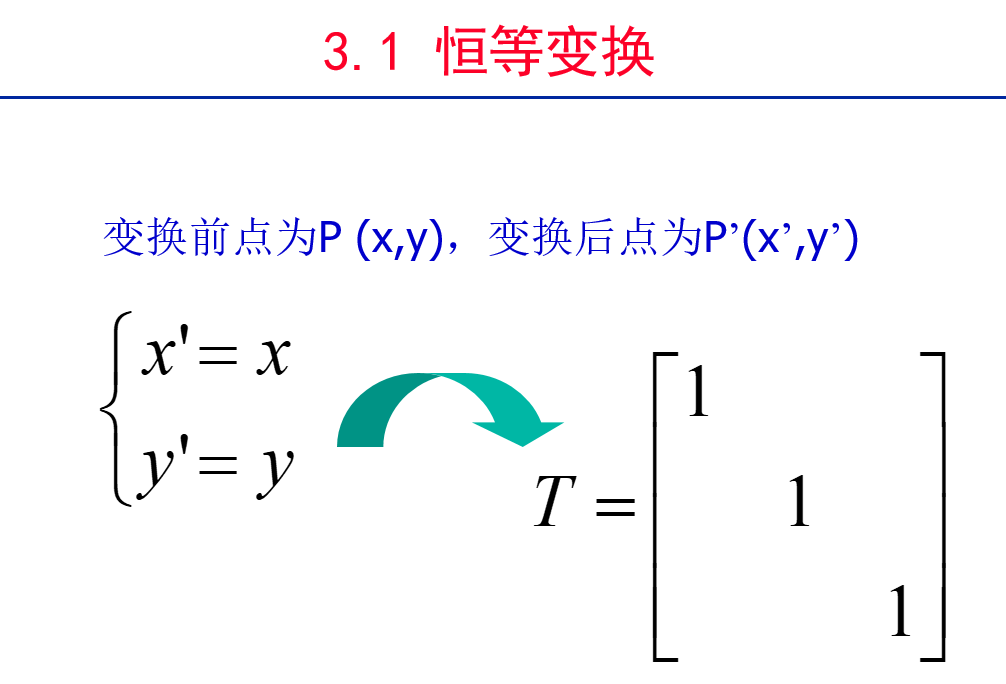 3.1 恒等变换
变换前点为P (x,y)，变换后点为P’(x’,y’)
x'= x
y'= y
T =
1
1
1